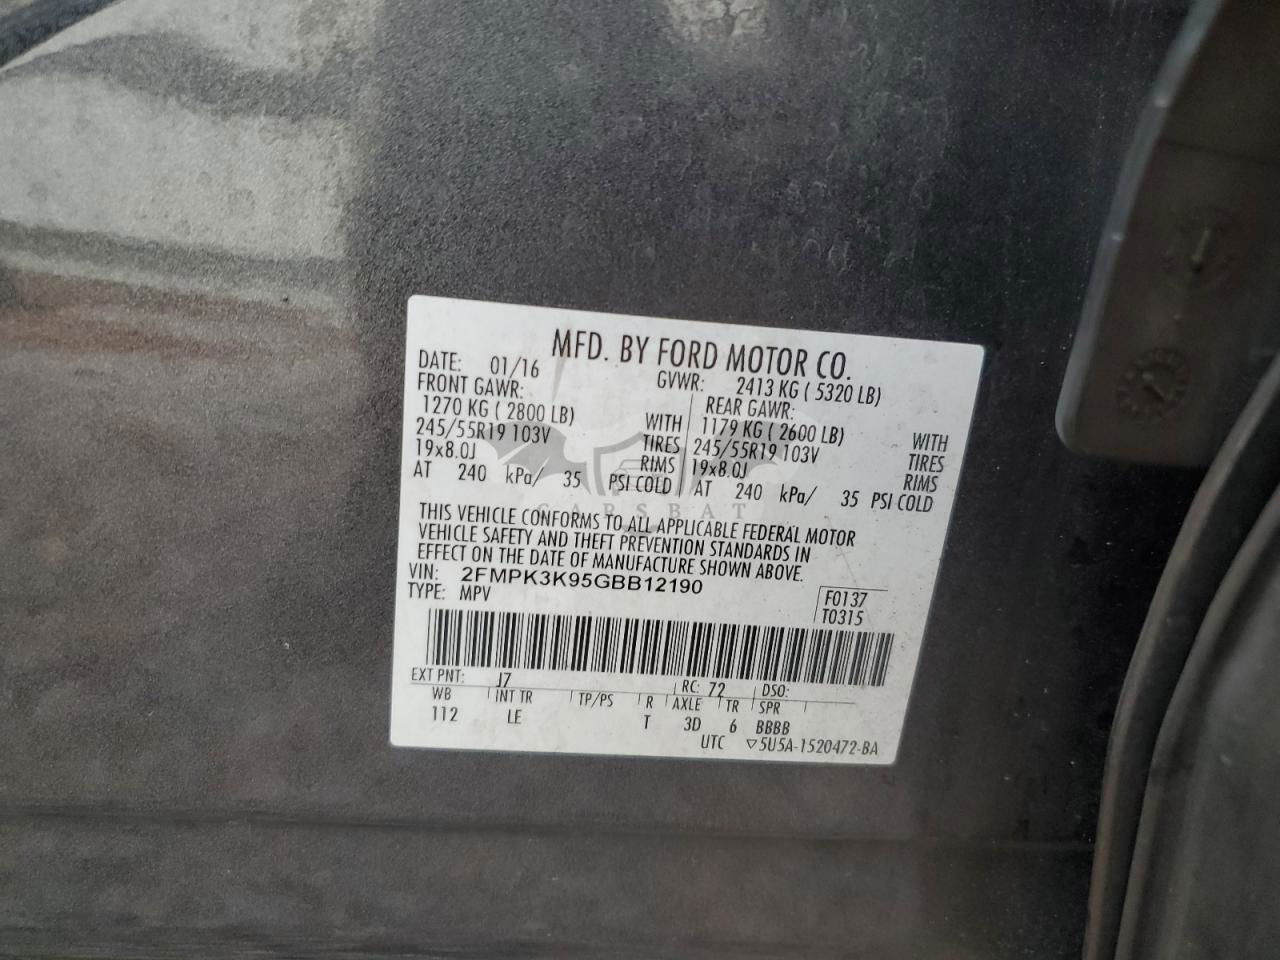 MFD. BY FORD MOTOR CO.
DATE: 01/16 GVWR: 2413 KG ( 5320 LB)
FRONT GAWR: REAR GAWR:
1270 KG ( 2800 LB) WITH 1179 KG ( 2600 LB) WITH
245/55R19 103V TIRES 245/55R19 103V TIRES
19x8.0J RIMS 19x8.0J RIMS
AT 240 kPa/ 35 PSI COLD AT 240 kPa/ 35 PSI COLD
CARSBAT
THIS VEHICLE CONFORMS TO ALL APPLICABLE FEDERAL MOTOR
VEHICLE SAFETY AND THEFT PREVENTION STANDARDS IN
EFFECT ON THE DATE OF MANUFACTURE SHOWN ABOVE.
VIN: 2FMPK3K95GBB12190
TYPE: MPV
F0137
T0315
EXT PNT: J7 RC: 72 DSO:
WB INT TR TP/PS R AXLE TR SPR
112 LE T 3D 6 BBBB
UTC ▽5U5A-1520472-BA